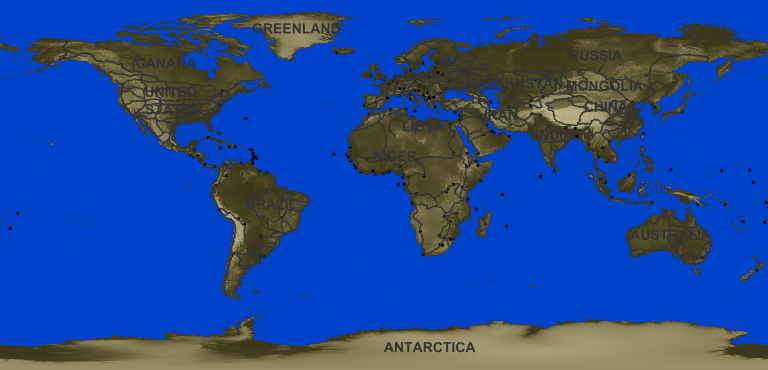 GREENLAND
RUSSIA
CANADA
KAZAKHSTAN
MONGOLIA
UNITED
STATES
CHINA
IRAN
LIBYA
INDIA
NIGER
BRAZIL
AUSTRALIA
ANTARCTICA